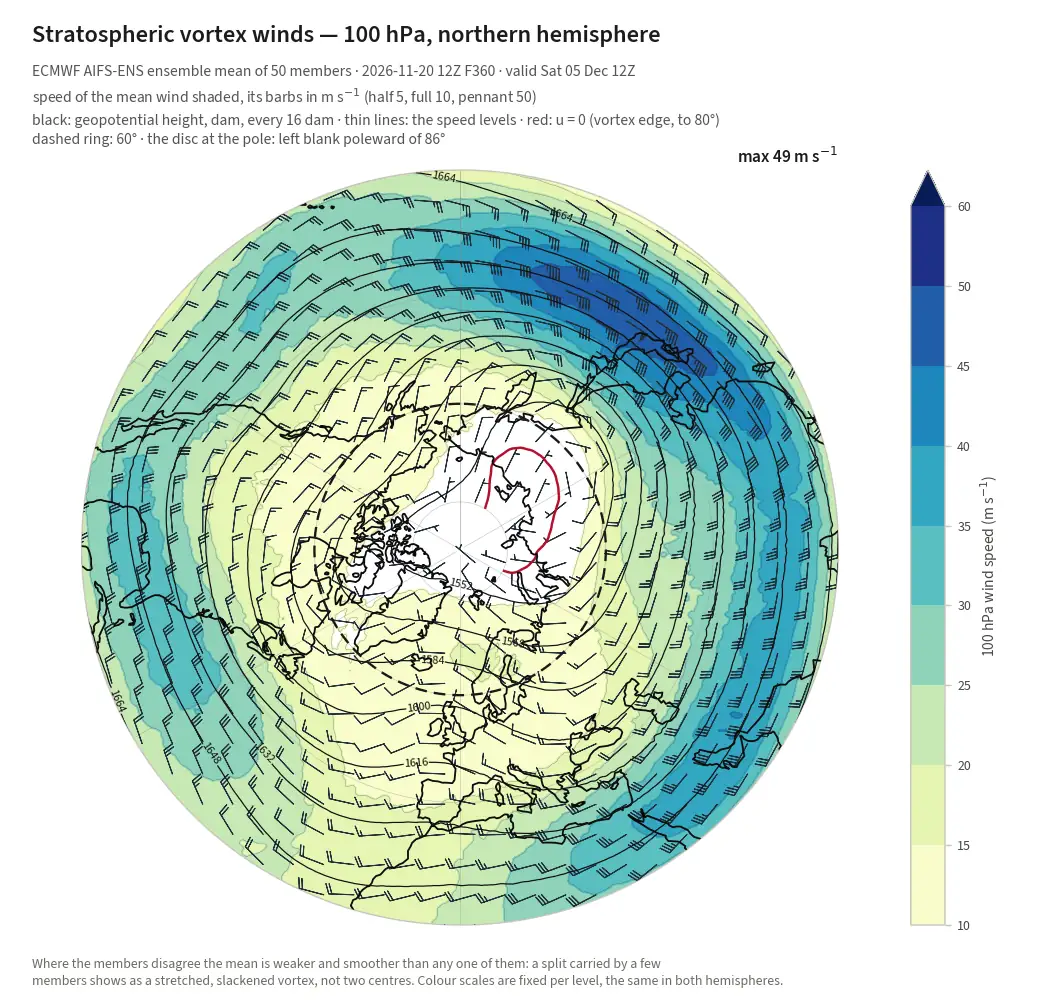 Stratospheric vortex winds — 100 hPa, northern hemisphere
ECMWF AIFS-ENS ensemble mean of 50 members · 2026-11-20 12Z F360 · valid Sat 05 Dec 12Z
speed of the mean wind shaded, its barbs in m s⁻¹ (half 5, full 10, pennant 50)
black: geopotential height, dam, every 16 dam · thin lines: the speed levels · red: u = 0 (vortex edge, to 80°)
dashed ring: 60° · the disc at the pole: left blank poleward of 86°
max 49 m s⁻¹
1664
1664
60
50
45
40
35
30
25
20
15
10
100 hPa wind speed (m s⁻¹)
1552
1568
1584
1600
1616
1632
1648
1664
Where the members disagree the mean is weaker and smoother than any one of them: a split carried by a few
members shows as a stretched, slackened vortex, not two centres. Colour scales are fixed per level, the same in both hemispheres.